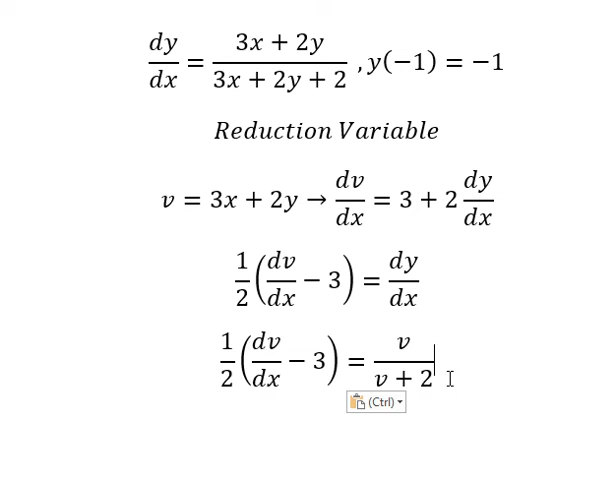 dy/dx = (3x + 2y)/(3x + 2y + 2) , y(−1) = −1
Reduction Variable
v = 3x + 2y → dv/dx = 3 + 2 dy/dx
1/2 (dv/dx − 3) = dy/dx
1/2 (dv/dx − 3) = v/(v + 2)
(Ctrl)